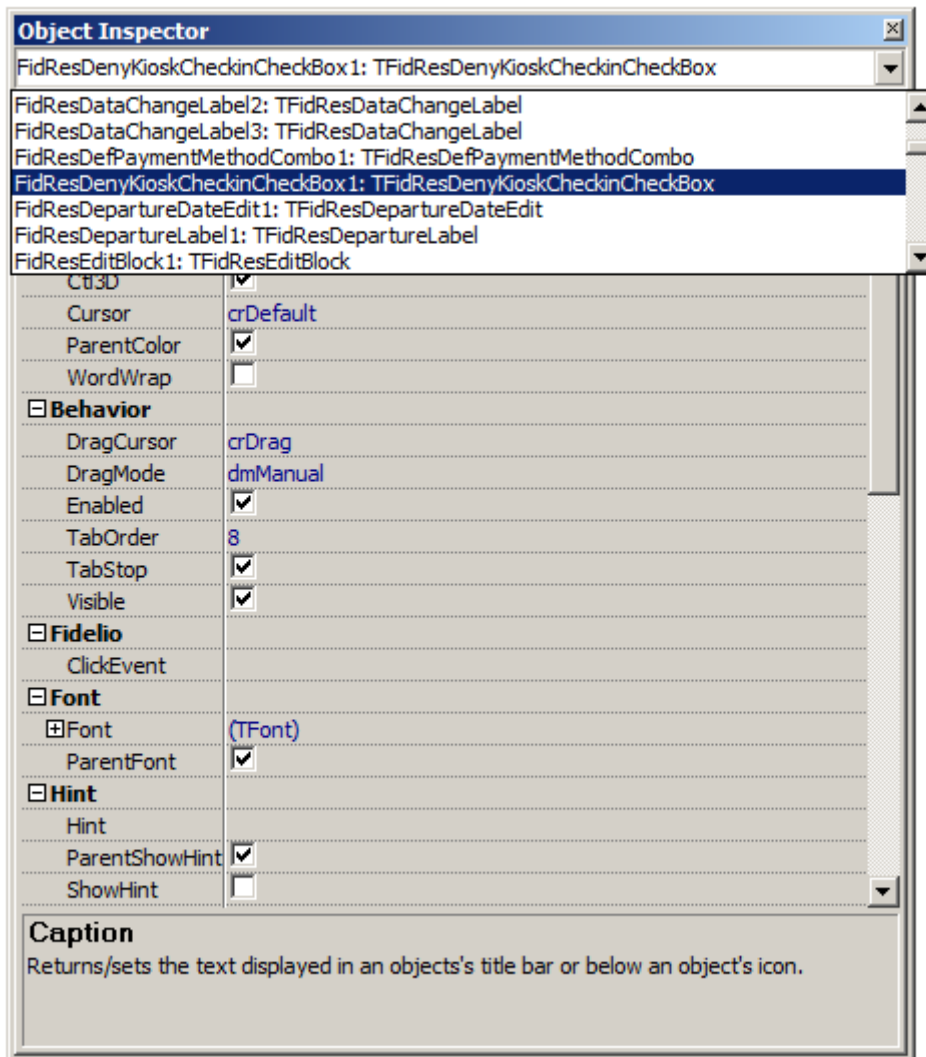 Object Inspector
FidResDenyKioskCheckinCheckBox1: TFidResDenyKioskCheckinCheckBox
FidResDataChangeLabel2: TFidResDataChangeLabel
FidResDataChangeLabel3: TFidResDataChangeLabel
FidResDefPaymentMethodCombo1: TFidResDefPaymentMethodCombo
FidResDenyKioskCheckinCheckBox1: TFidResDenyKioskCheckinCheckBox
FidResDepartureDateEdit1: TFidResDepartureDateEdit
FidResDepartureLabel1: TFidResDepartureLabel
FidResEditBlock1: TFidResEditBlock
Ctl3D
Cursor crDefault
ParentColor
WordWrap
Behavior
DragCursor crDrag
DragMode dmManual
Enabled
TabOrder 8
TabStop
Visible
Fidelio
ClickEvent
Font
Font (TFont)
ParentFont
Hint
Hint
ParentShowHint
ShowHint
Caption
Returns/sets the text displayed in an objects's title bar or below an object's icon.